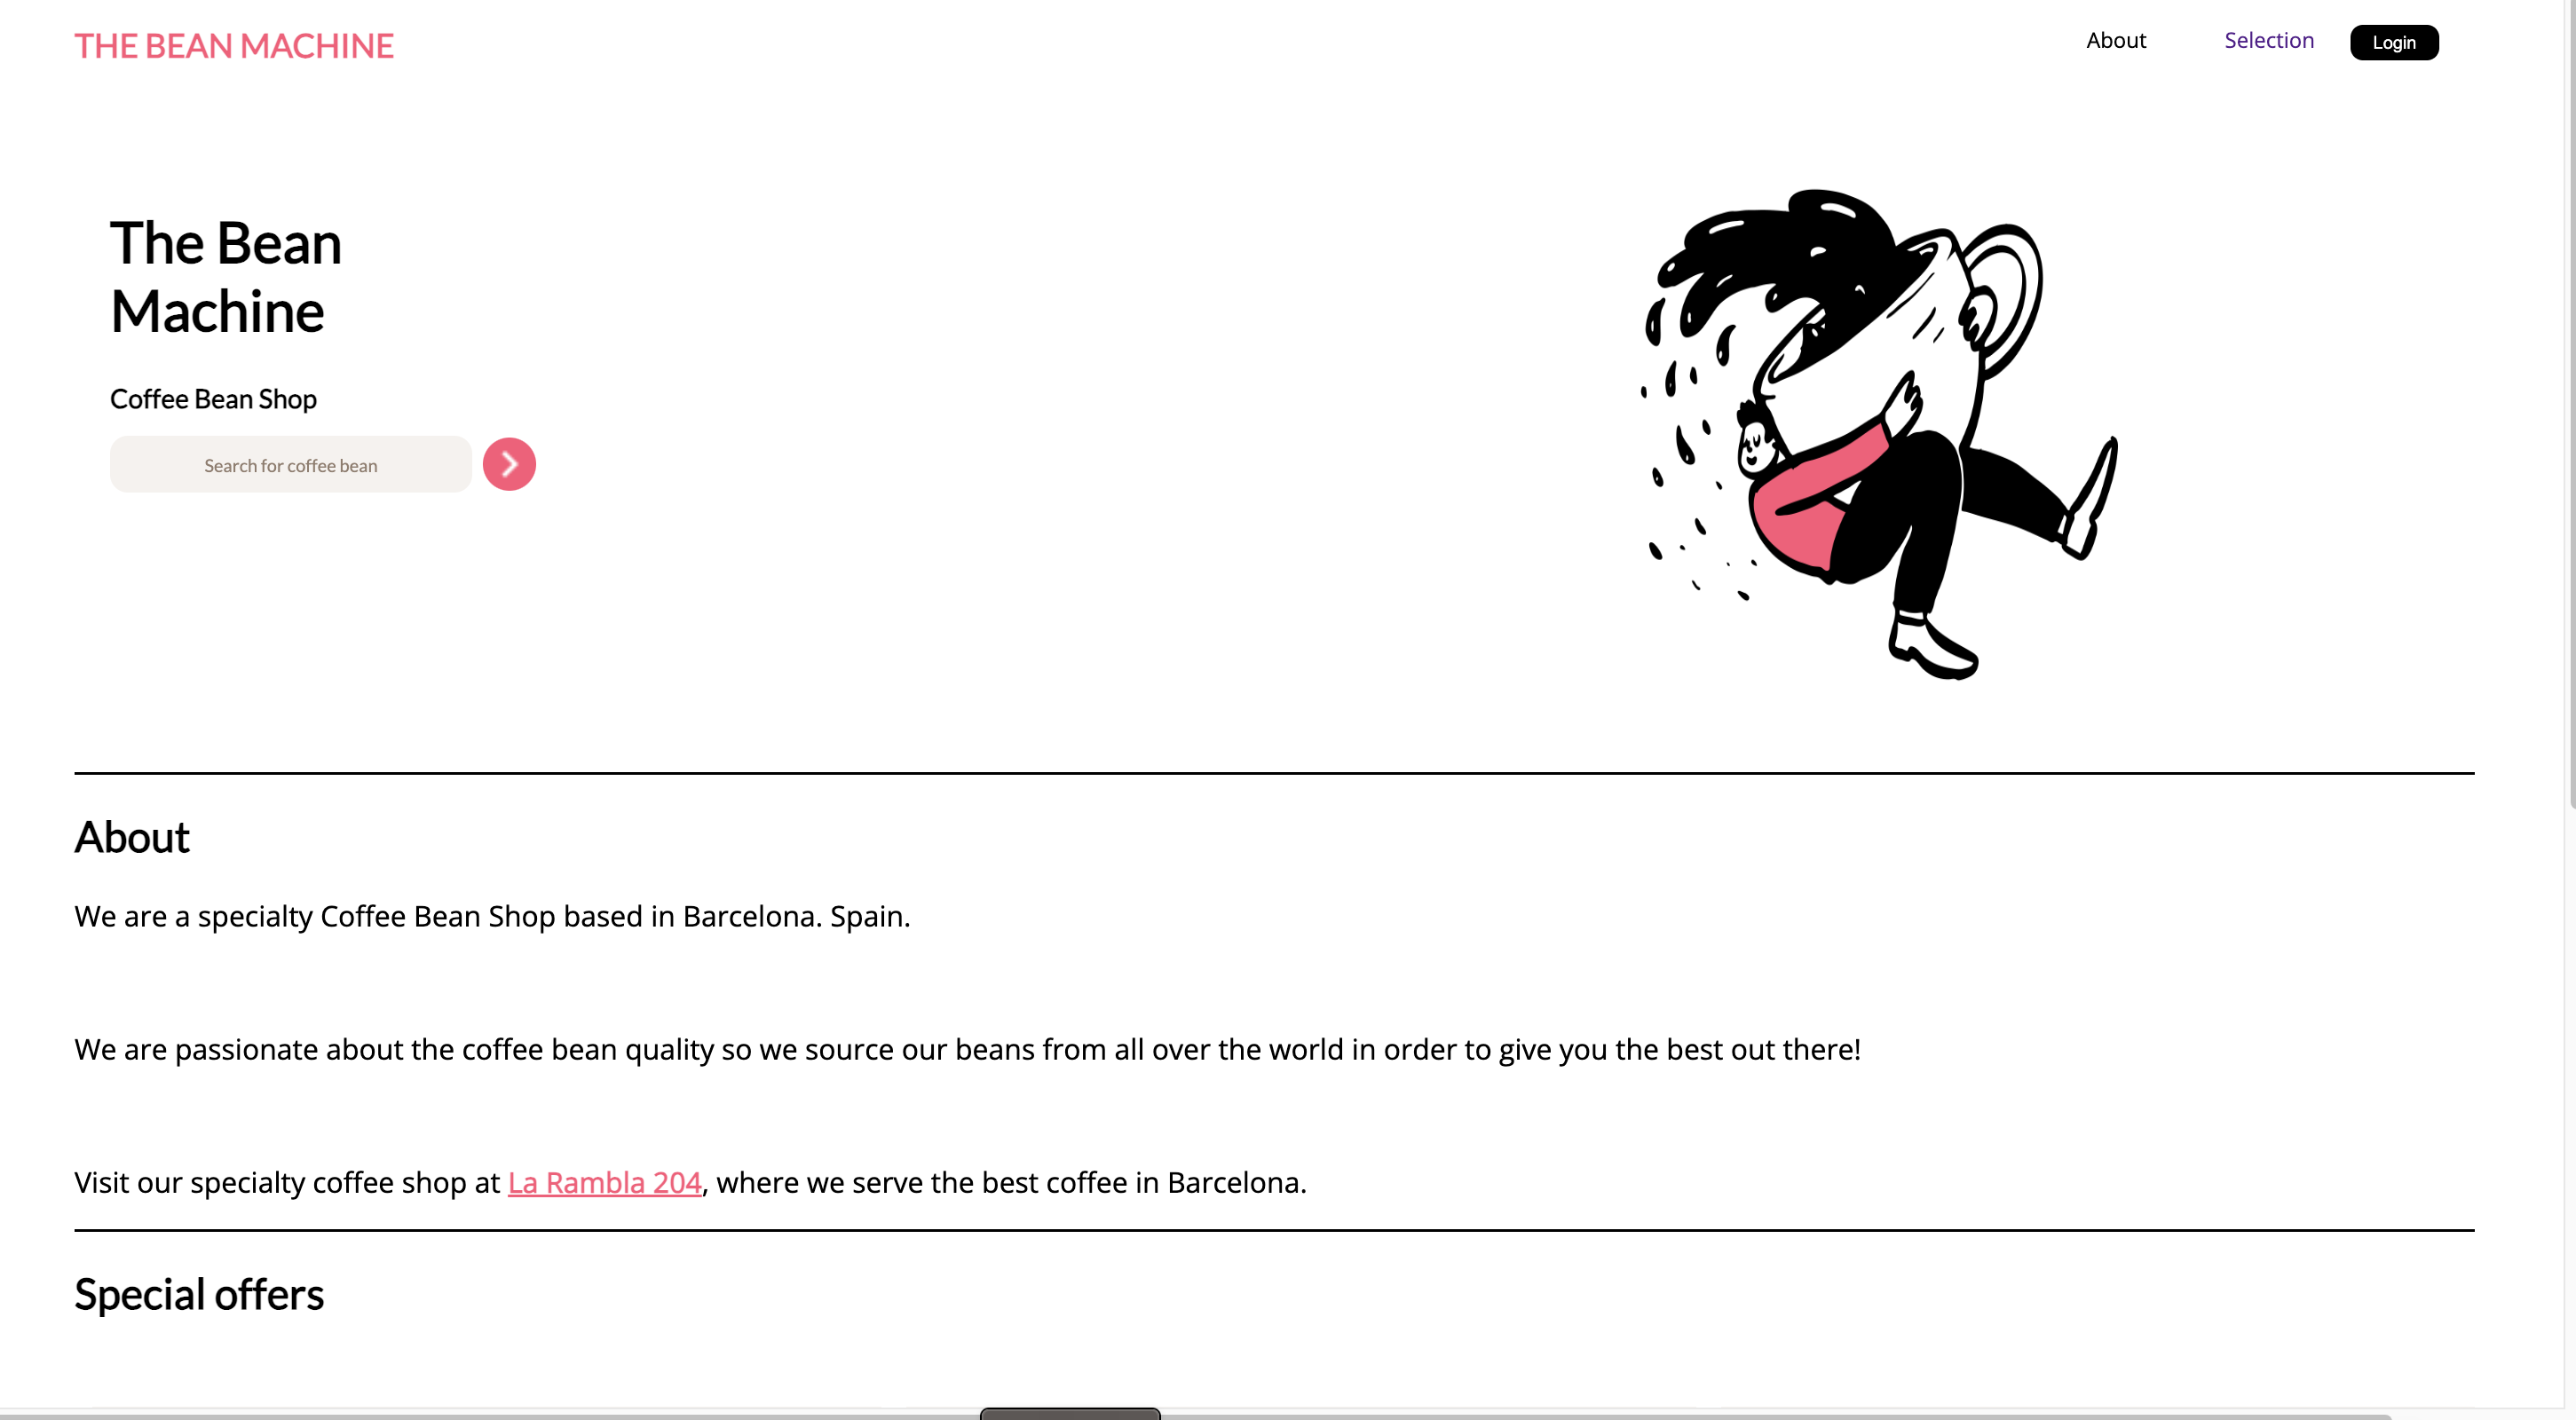 THE BEAN MACHINE
About Selection Login
The Bean
Machine
Coffee Bean Shop
Search for coffee bean
About
We are a specialty Coffee Bean Shop based in Barcelona. Spain.
We are passionate about the coffee bean quality so we source our beans from all over the world in order to give you the best out there!
Visit our specialty coffee shop at La Rambla 204, where we serve the best coffee in Barcelona.
Special offers